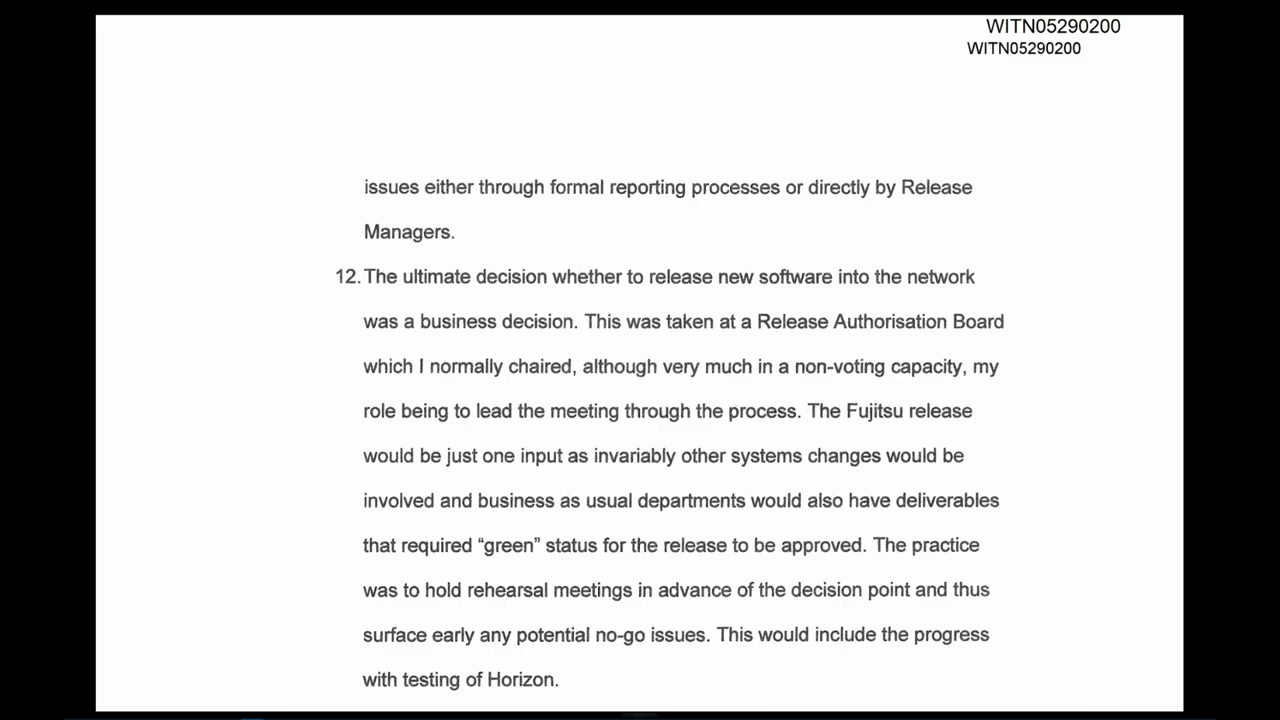 WITN05290200
WITN05290200
issues either through formal reporting processes or directly by Release
Managers.
12. The ultimate decision whether to release new software into the network
was a business decision. This was taken at a Release Authorisation Board
which I normally chaired, although very much in a non-voting capacity, my
role being to lead the meeting through the process. The Fujitsu release
would be just one input as invariably other systems changes would be
involved and business as usual departments would also have deliverables
that required “green” status for the release to be approved. The practice
was to hold rehearsal meetings in advance of the decision point and thus
surface early any potential no-go issues. This would include the progress
with testing of Horizon.